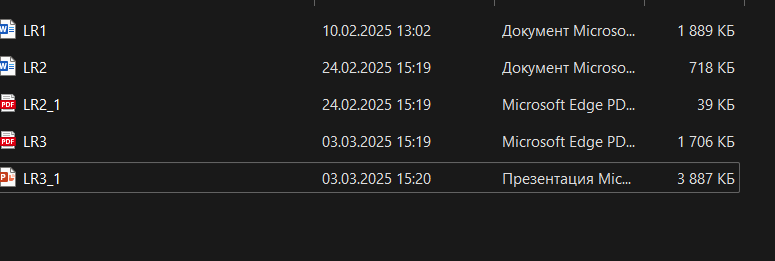 LR1 10.02.2025 13:02 Документ Microso... 1 889 КБ
LR2 24.02.2025 15:19 Документ Microso... 718 КБ
PDF LR2_1 24.02.2025 15:19 Microsoft Edge PD... 39 КБ
PDF LR3 03.03.2025 15:19 Microsoft Edge PD... 1 706 КБ
LR3_1 03.03.2025 15:20 Презентация Mic... 3 887 КБ